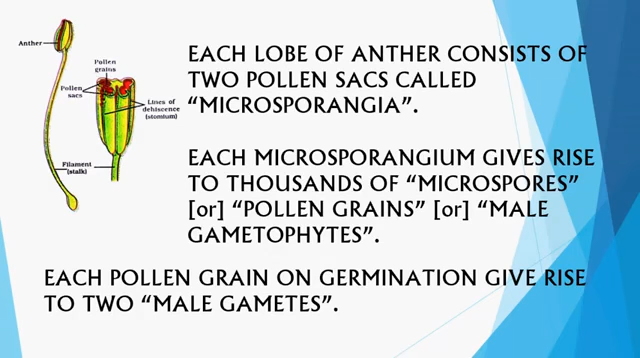 Anther
Pollen
grains
Pollen
sacs
Lines of
dehiscence
(stomium)
Filament
(stalk)
EACH LOBE OF ANTHER CONSISTS OF
TWO POLLEN SACS CALLED
“MICROSPORANGIA”.
EACH MICROSPORANGIUM GIVES RISE
TO THOUSANDS OF “MICROSPORES”
[or] “POLLEN GRAINS” [or] “MALE
GAMETOPHYTES”.
EACH POLLEN GRAIN ON GERMINATION GIVE RISE
TO TWO “MALE GAMETES”.